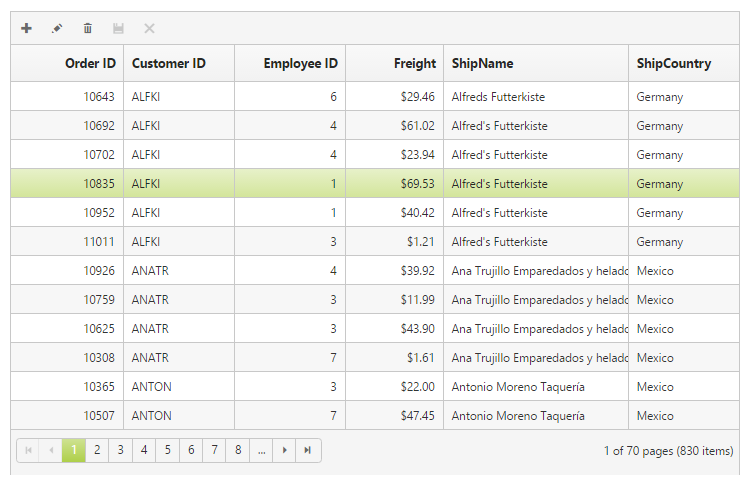 Order ID Customer ID Employee ID Freight ShipName ShipCountry
10643 ALFKI 6 $29.46 Alfreds Futterkiste Germany
10692 ALFKI 4 $61.02 Alfred's Futterkiste Germany
10702 ALFKI 4 $23.94 Alfred's Futterkiste Germany
10835 ALFKI 1 $69.53 Alfred's Futterkiste Germany
10952 ALFKI 1 $40.42 Alfred's Futterkiste Germany
11011 ALFKI 3 $1.21 Alfred's Futterkiste Germany
10926 ANATR 4 $39.92 Ana Trujillo Emparedados y helado Mexico
10759 ANATR 3 $11.99 Ana Trujillo Emparedados y helado Mexico
10625 ANATR 3 $43.90 Ana Trujillo Emparedados y helado Mexico
10308 ANATR 7 $1.61 Ana Trujillo Emparedados y helado Mexico
10365 ANTON 3 $22.00 Antonio Moreno Taquería Mexico
10507 ANTON 7 $47.45 Antonio Moreno Taquería Mexico
1 2 3 4 5 6 7 8 ... 1 of 70 pages (830 items)